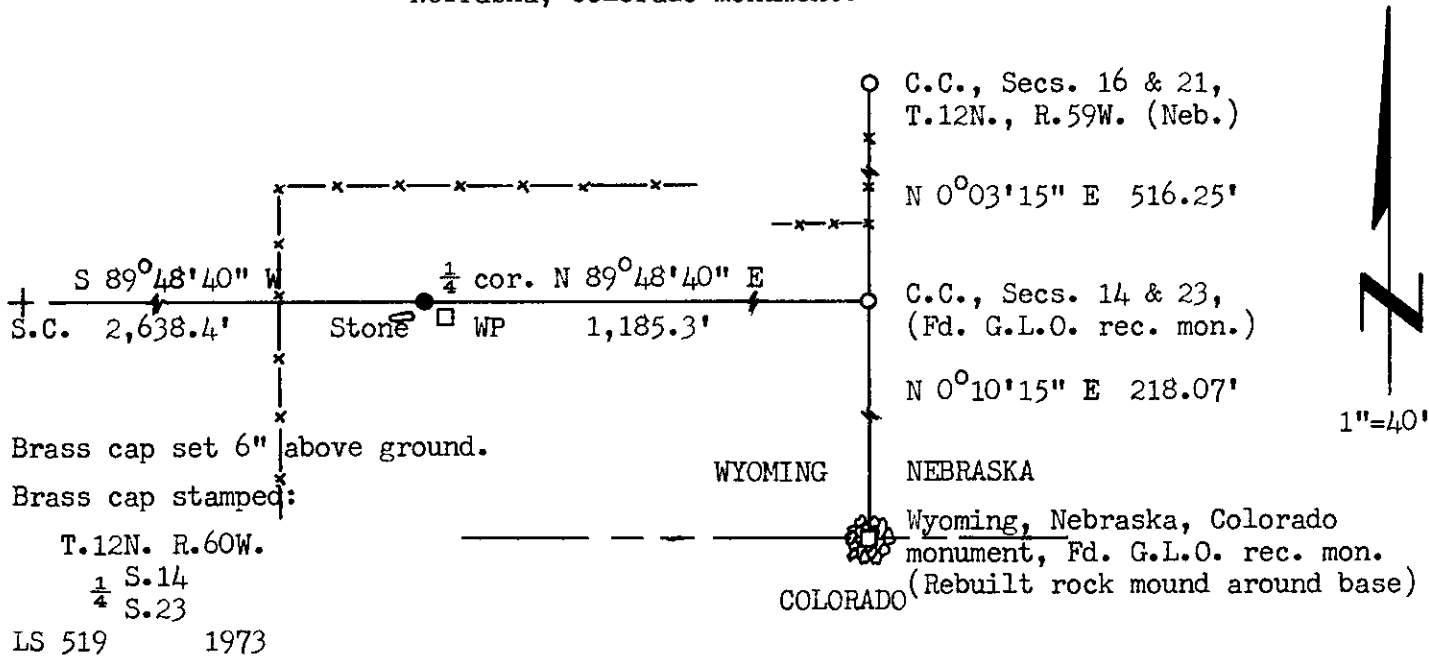 C.C., Secs. 16 & 21,
T.12N., R.59W. (Neb.)
N 0°03'15" E 516.25'
S 89°48'40" W
1/4 cor. N 89°48'40" E
S.C. 2,638.4'
Stone
WP
1,185.3'
C.C., Secs. 14 & 23,
(Fd. G.L.O. rec. mon.)
N 0°10'15" E 218.07'
N
1"=40'
Brass cap set 6" above ground.
Brass cap stamped:
T.12N. R.60W.
1/4 S.14
S.23
LS 519 1973
WYOMING
NEBRASKA
Wyoming, Nebraska, Colorado
monument, Fd. G.L.O. rec. mon.
(Rebuilt rock mound around base)
COLORADO